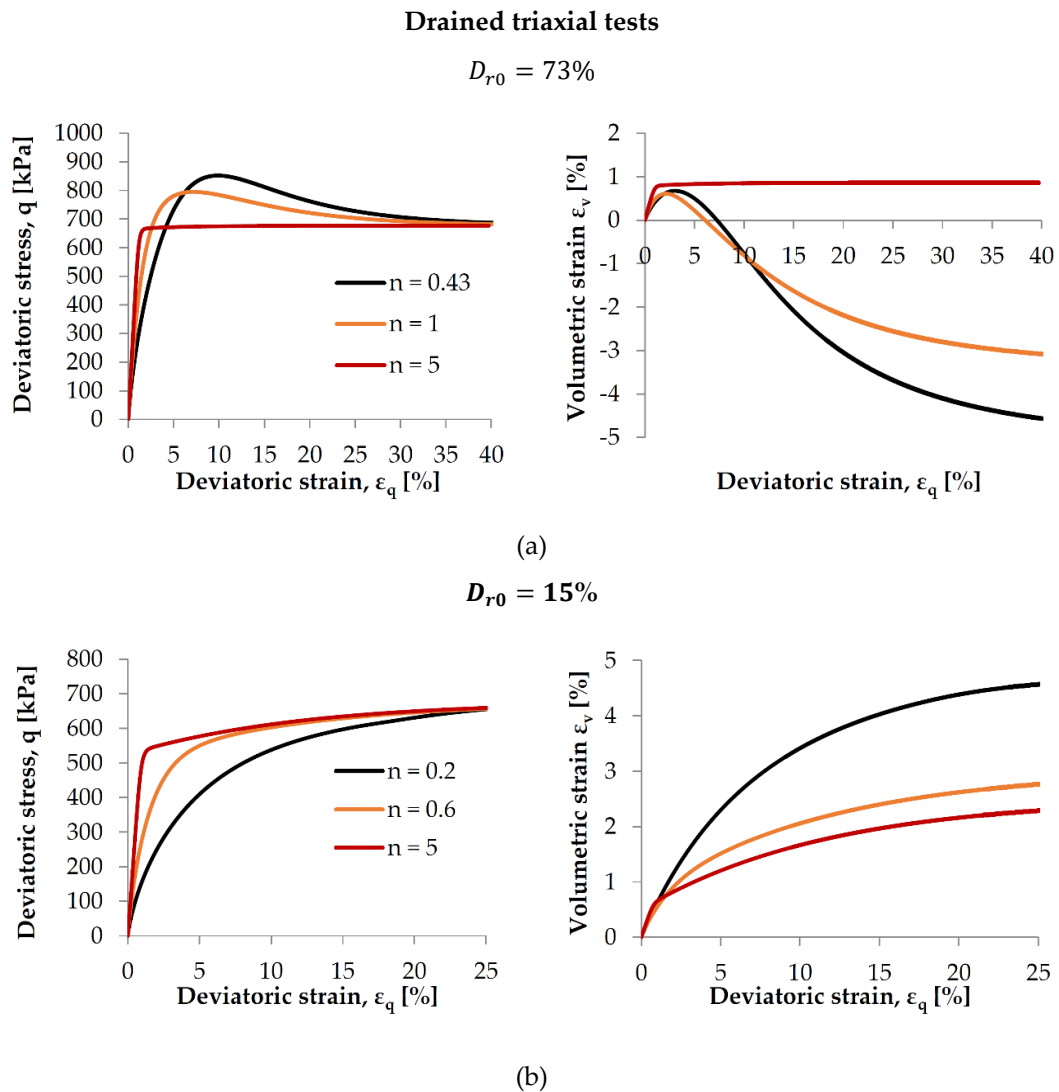 Drained triaxial tests
D_{r0} = 73%
Deviatoric stress, q [kPa]
1000
900
800
700
600
500
400
300
200
100
0
0 5 10 15 20 25 30 35 40
Deviatoric strain, ε_q [%]
n = 0.43
n = 1
n = 5
Volumetric strain ε_v [%]
2
1
0
-1
-2
-3
-4
-5
0 5 10 15 20 25 30 35 40
Deviatoric strain, ε_q [%]
(a)
D_{r0} = 15%
Deviatoric stress, q [kPa]
800
700
600
500
400
300
200
100
0
0 5 10 15 20 25
Deviatoric strain, ε_q [%]
n = 0.2
n = 0.6
n = 5
Volumetric strain ε_v [%]
5
4
3
2
1
0
0 5 10 15 20 25
Deviatoric strain, ε_q [%]
(b)